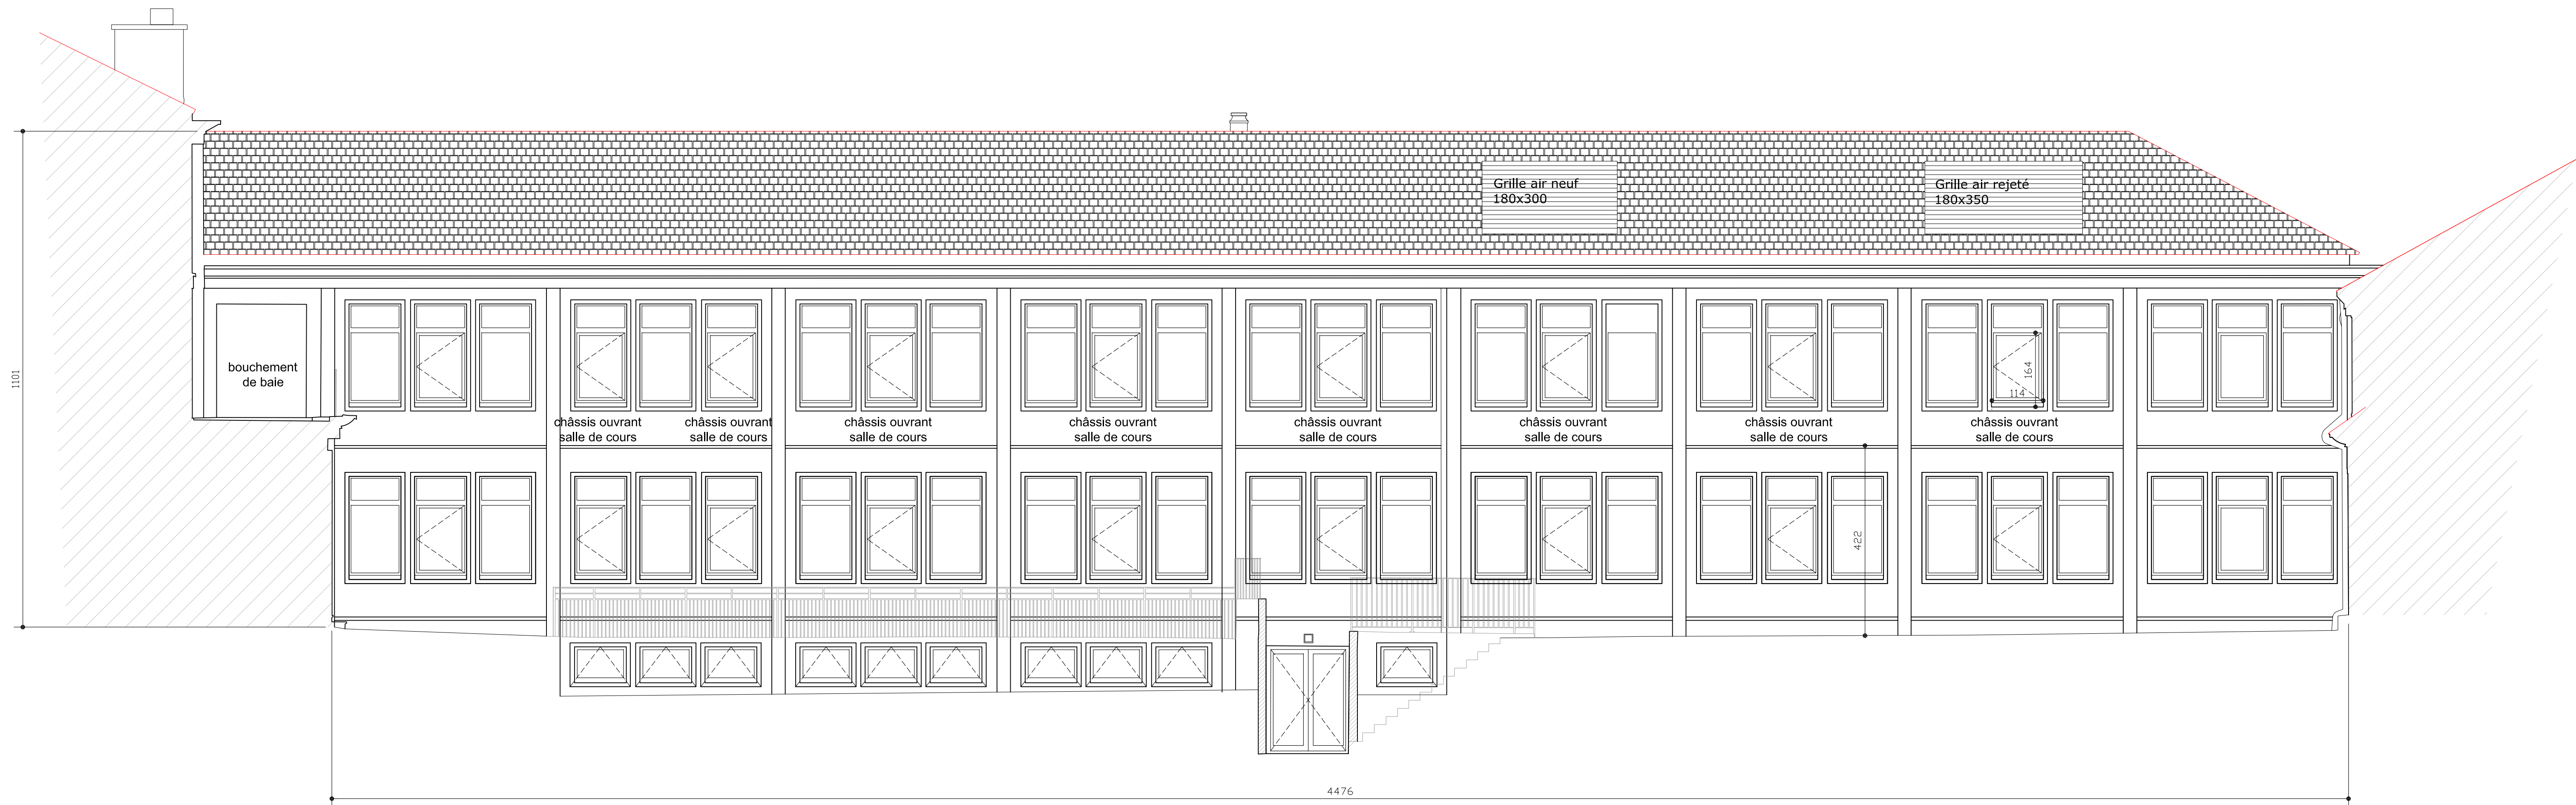 Grille air neuf
180x300
Grille air rejeté
180x350
1101
bouchement
de baie
164
114
châssis ouvrant
salle de cours
châssis ouvrant
salle de cours
châssis ouvrant
salle de cours
châssis ouvrant
salle de cours
châssis ouvrant
salle de cours
châssis ouvrant
salle de cours
châssis ouvrant
salle de cours
châssis ouvrant
salle de cours
422
4476